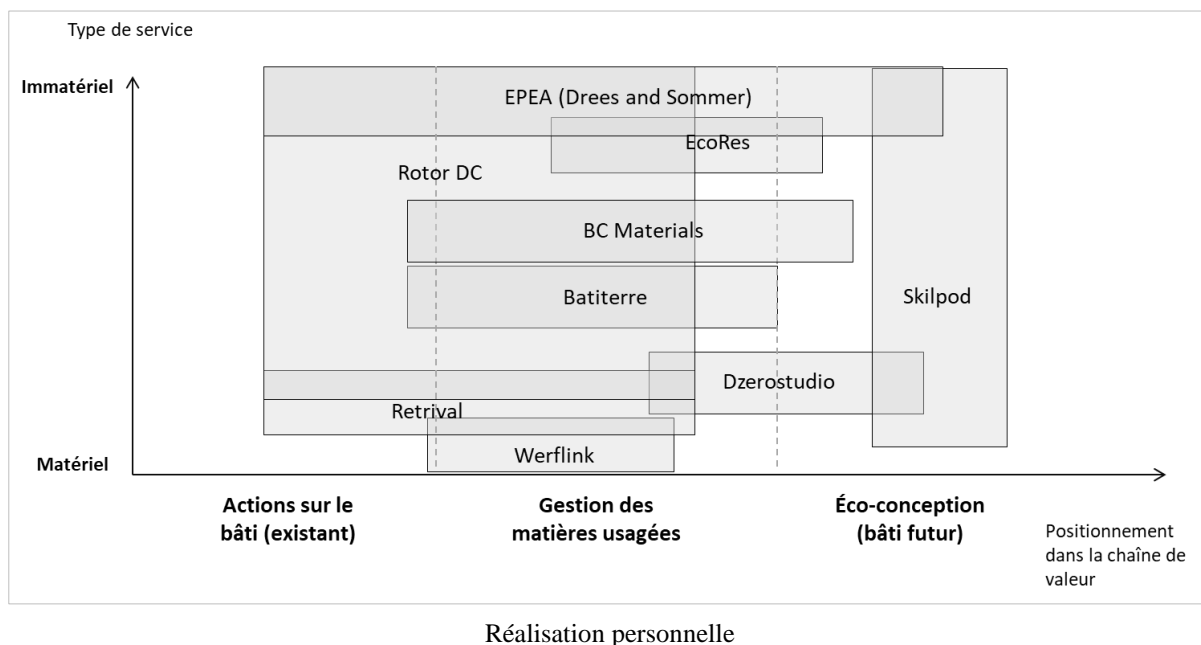 Type de service
Immatériel
EPEA (Drees and Sommer)
EcoRes
Rotor DC
BC Materials
Batiterre
Skilpod
Dzerostudio
Retrival
Werflink
Matériel
Actions sur le
bâti (existant)
Gestion des
matières usagées
Éco-conception
(bâti futur)
Positionnement
dans la chaîne de
valeur
Réalisation personnelle